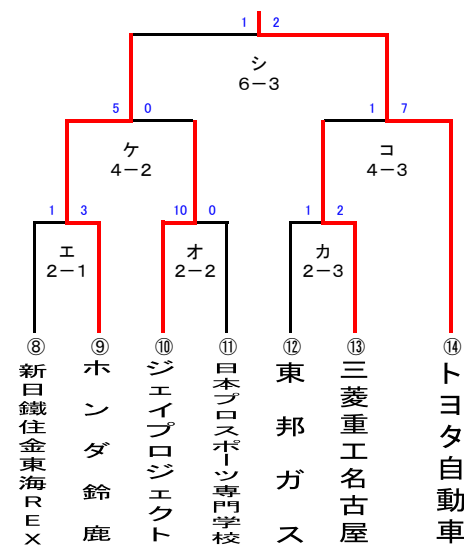 1 2
シ
6－3
5 0
1 7
ケ
4－2
コ
4－3
1 3
10 0
1 2
エ
2－1
オ
2－2
カ
2－3
⑧
⑨
⑩
⑪
⑫
⑬
⑭
新日鐵住金東海REX
ホンダ鈴鹿
ジェイプロジェクト
日本プロスポーツ専門学校
東邦ガス
三菱重工名古屋
トヨタ自動車